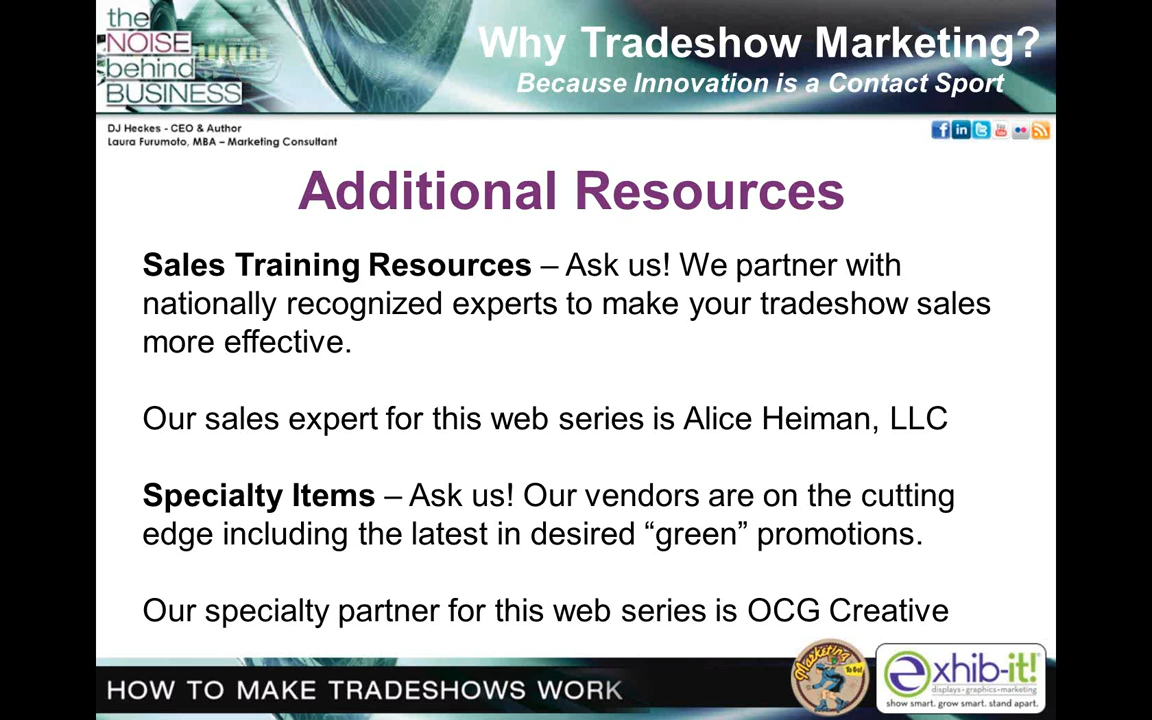 the
NOISE
behind
BUSINESS
Why Tradeshow Marketing?
Because Innovation is a Contact Sport
DJ Heckes - CEO & Author
Laura Furumoto, MBA – Marketing Consultant
f in t You Tube
Additional Resources
Sales Training Resources – Ask us! We partner with
nationally recognized experts to make your tradeshow sales
more effective.
Our sales expert for this web series is Alice Heiman, LLC
Specialty Items – Ask us! Our vendors are on the cutting
edge including the latest in desired “green” promotions.
Our specialty partner for this web series is OCG Creative
HOW TO MAKE TRADESHOWS WORK
Marketing
To Go!
exhib-it!
displays•graphics•marketing
show smart. grow smart. stand apart.